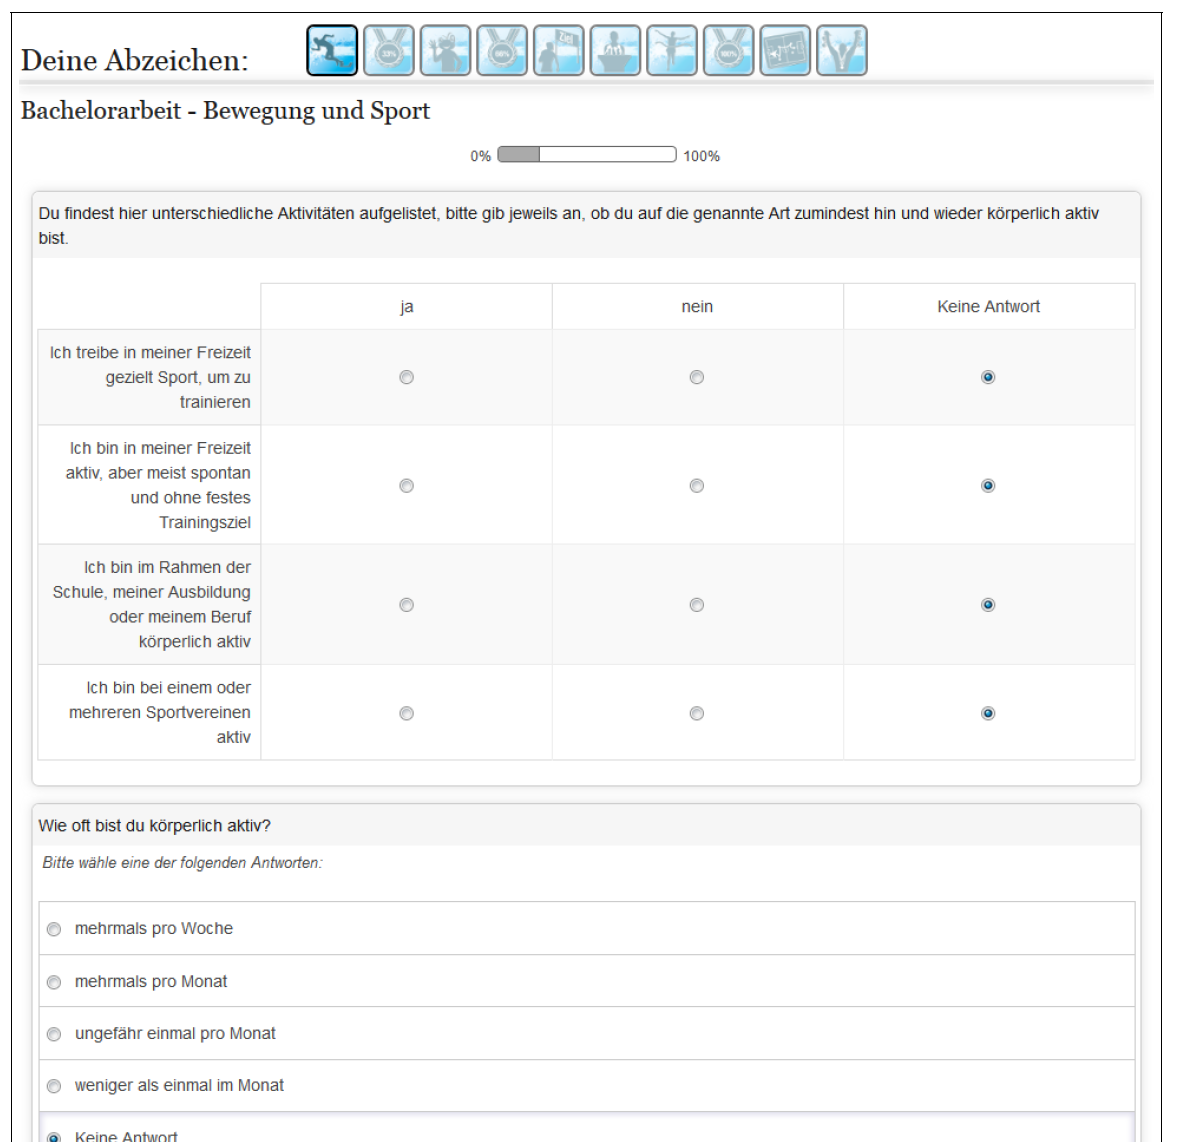 Deine Abzeichen:
33%
66%
Ziel
100%
Bachelorarbeit - Bewegung und Sport
0% 100%
Du findest hier unterschiedliche Aktivitäten aufgelistet, bitte gib jeweils an, ob du auf die genannte Art zumindest hin und wieder körperlich aktiv
bist.
ja nein Keine Antwort
Ich treibe in meiner Freizeit
gezielt Sport, um zu
trainieren
Ich bin in meiner Freizeit
aktiv, aber meist spontan
und ohne festes
Trainingsziel
Ich bin im Rahmen der
Schule, meiner Ausbildung
oder meinem Beruf
körperlich aktiv
Ich bin bei einem oder
mehreren Sportvereinen
aktiv
Wie oft bist du körperlich aktiv?
Bitte wähle eine der folgenden Antworten:
mehrmals pro Woche
mehrmals pro Monat
ungefähr einmal pro Monat
weniger als einmal im Monat
Keine Antwort